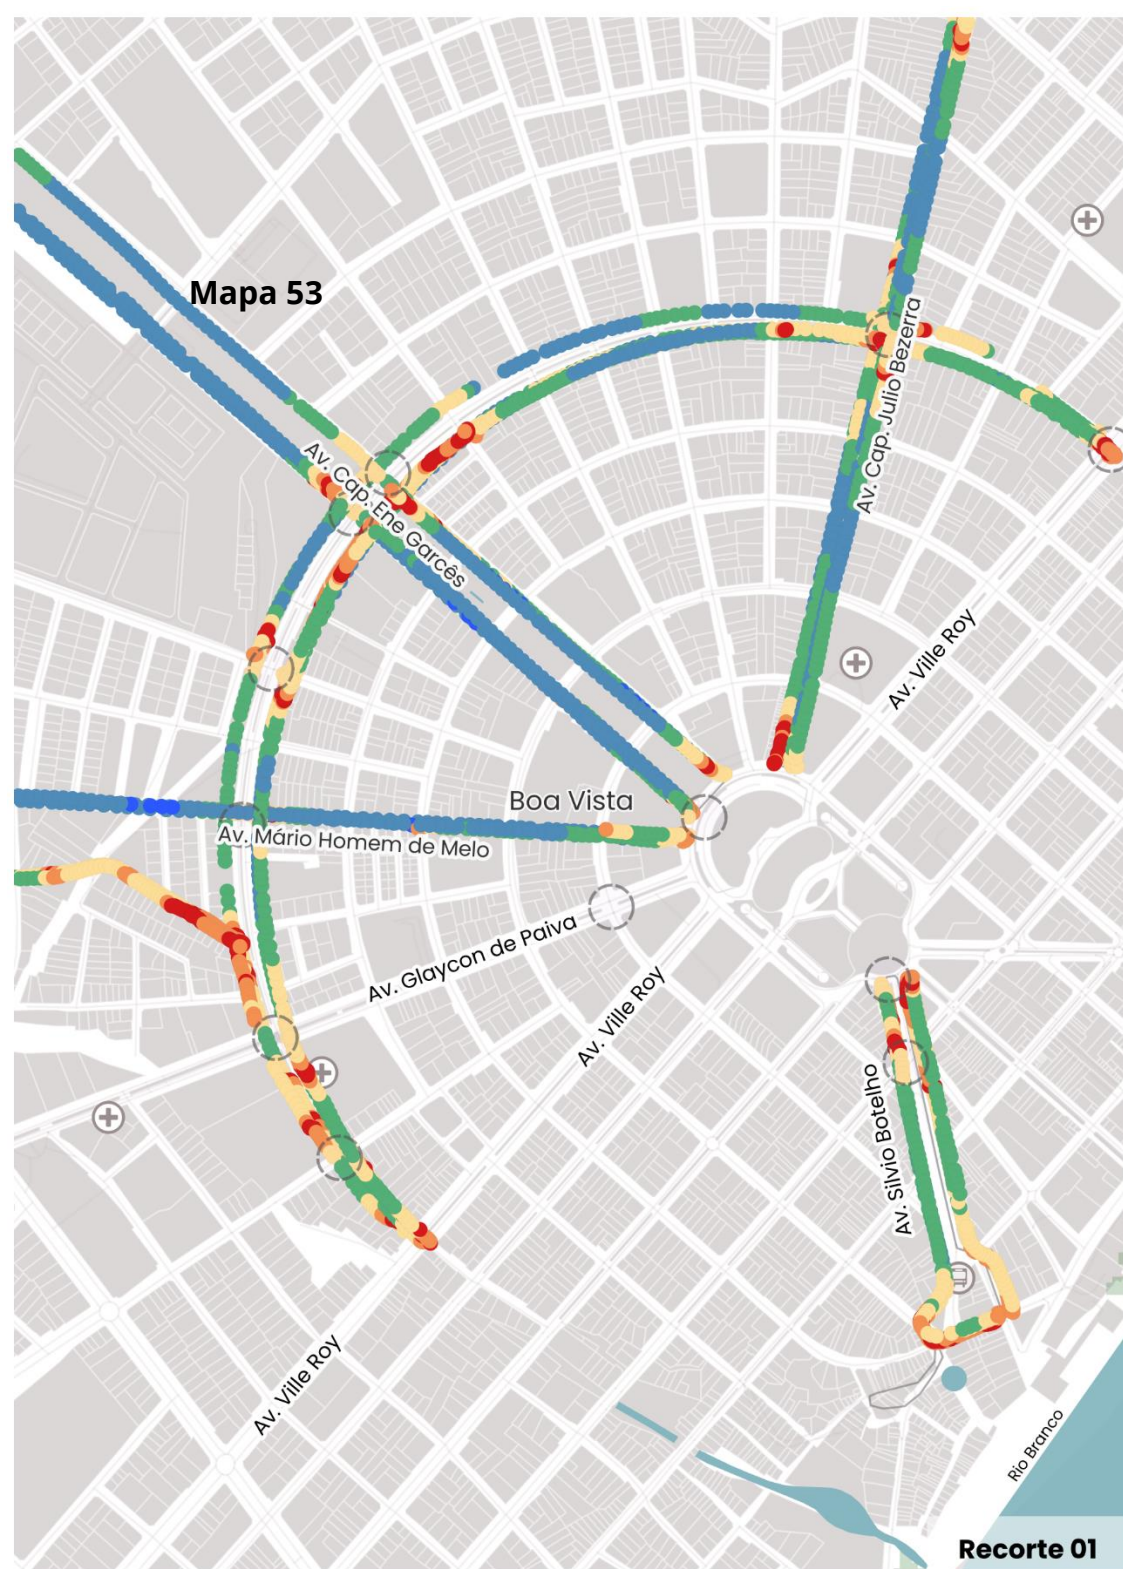 Mapa 53
Av. Cap. Julio Bezerra
Av. Cap. Ene Garcês
Av. Ville Roy
Boa Vista
Av. Mário Homem de Melo
Av. Glaycon de Paiva
Av. Ville Roy
Av. Silvio Botelho
Av. Ville Roy
Rio Branco
Recorte 01